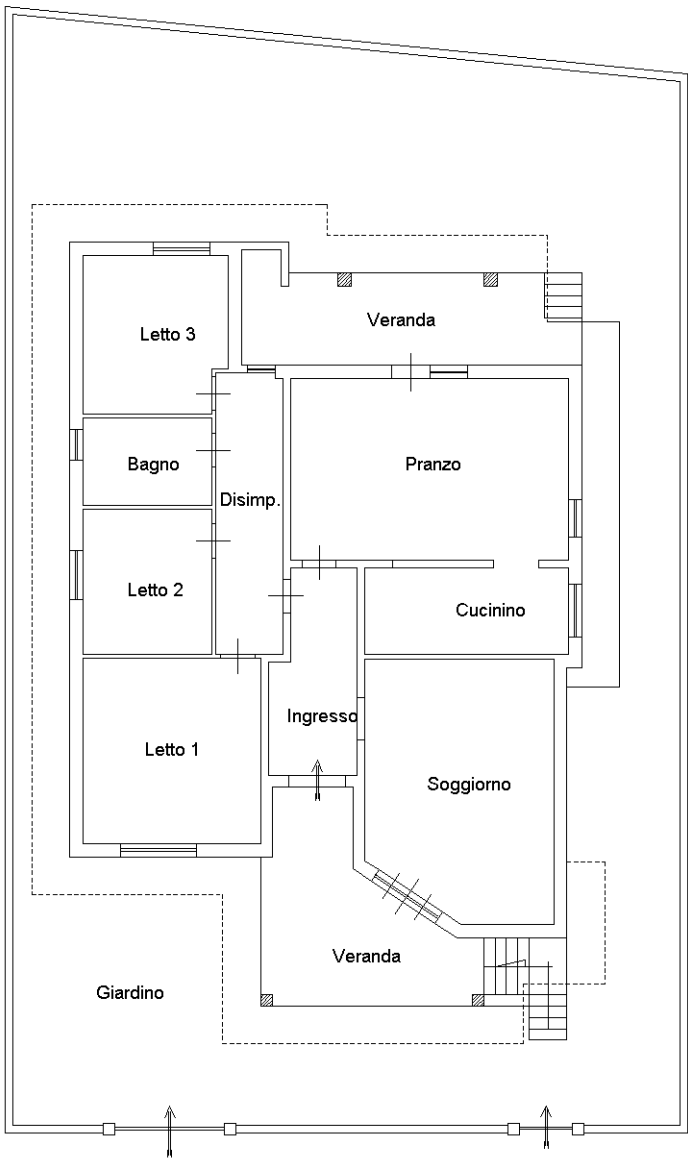 Veranda
Letto 3
Bagno
Pranzo
Disimp.
Letto 2
Cucinino
Ingresso
Letto 1
Soggiorno
Veranda
Giardino